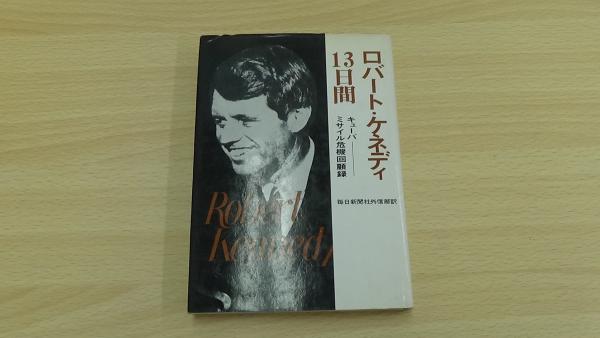 ロバート・ケネディ
13日間
キューバ――
ミサイル危機回顧録
毎日新聞社外信部訳
Robert
Kennedy